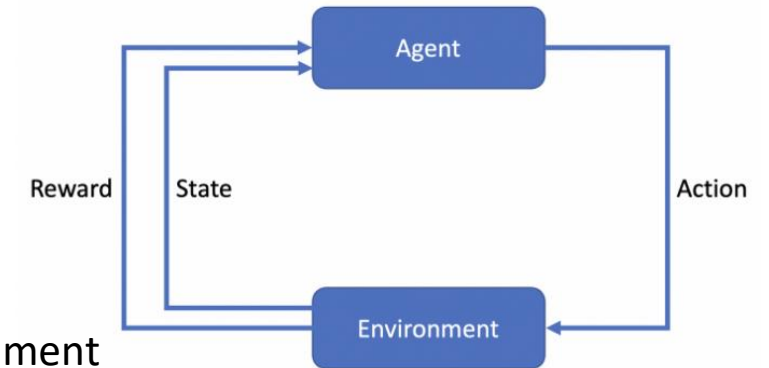 Agent
Reward
State
Action
Environment
ment